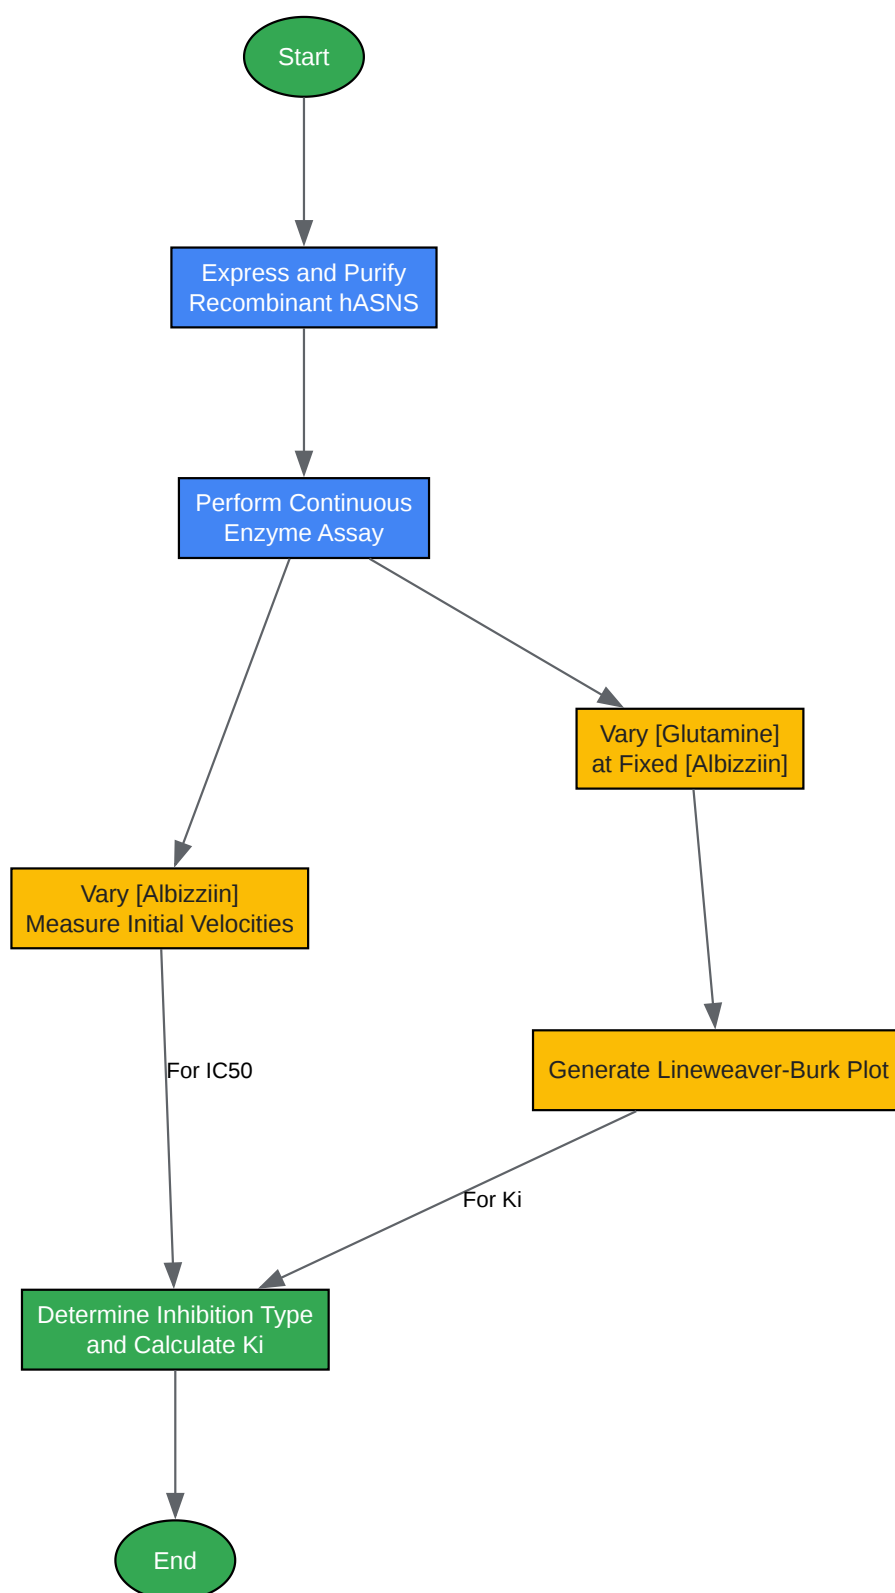 Start
Express and Purify
Recombinant hASNS
Perform Continuous
Enzyme Assay
Vary [Glutamine]
at Fixed [Albizziin]
Vary [Albizziin]
Measure Initial Velocities
For IC50
Generate Lineweaver-Burk Plot
For Ki
Determine Inhibition Type
and Calculate Ki
End